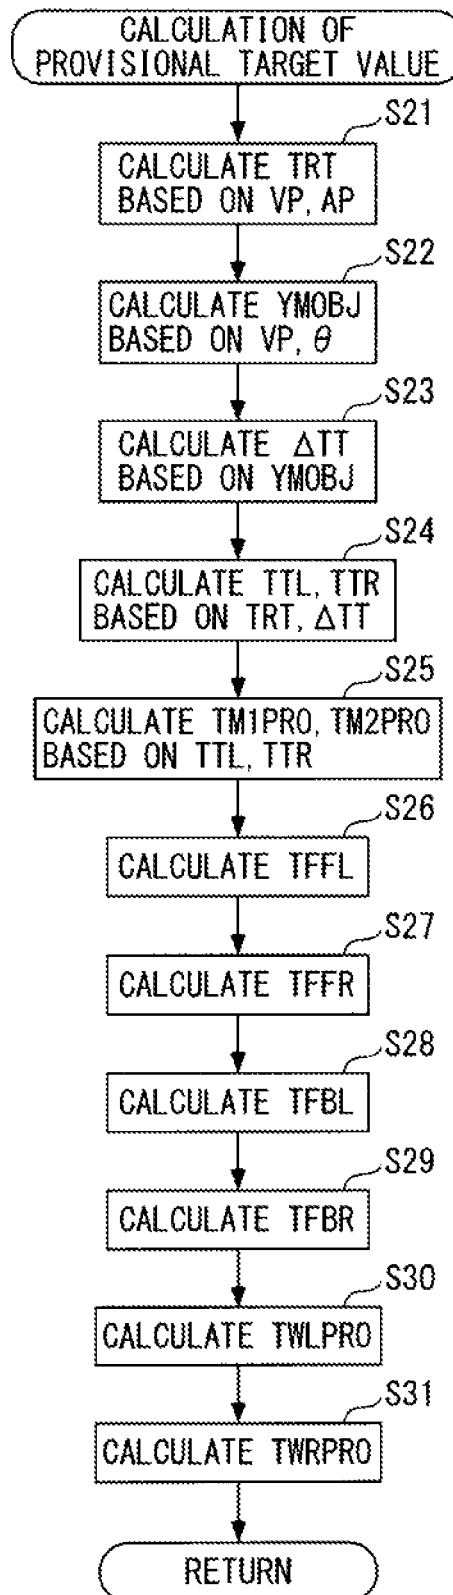 CALCULATION OF
PROVISIONAL TARGET VALUE
S21
CALCULATE TRT
BASED ON VP, AP
S22
CALCULATE YMOBJ
BASED ON VP, θ
S23
CALCULATE ΔTT
BASED ON YMOBJ
S24
CALCULATE TTL, TTR
BASED ON TRT, ΔTT
S25
CALCULATE TM1PRO, TM2PRO
BASED ON TTL, TTR
S26
CALCULATE TFFL
S27
CALCULATE TFFR
S28
CALCULATE TFBL
S29
CALCULATE TFBR
S30
CALCULATE TWLPRO
S31
CALCULATE TWRPRO
RETURN